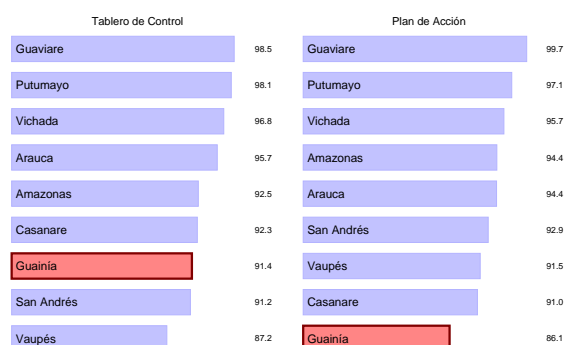 Tablero de Control
Guaviare 98.5
Putumayo 98.1
Vichada 96.8
Arauca 95.7
Amazonas 92.5
Casanare 92.3
Guainía 91.4
San Andrés 91.2
Vaupés 87.2
Plan de Acción
Guaviare 99.7
Putumayo 97.1
Vichada 95.7
Amazonas 94.4
Arauca 94.4
San Andrés 92.9
Vaupés 91.5
Casanare 91.0
Guainía 86.1